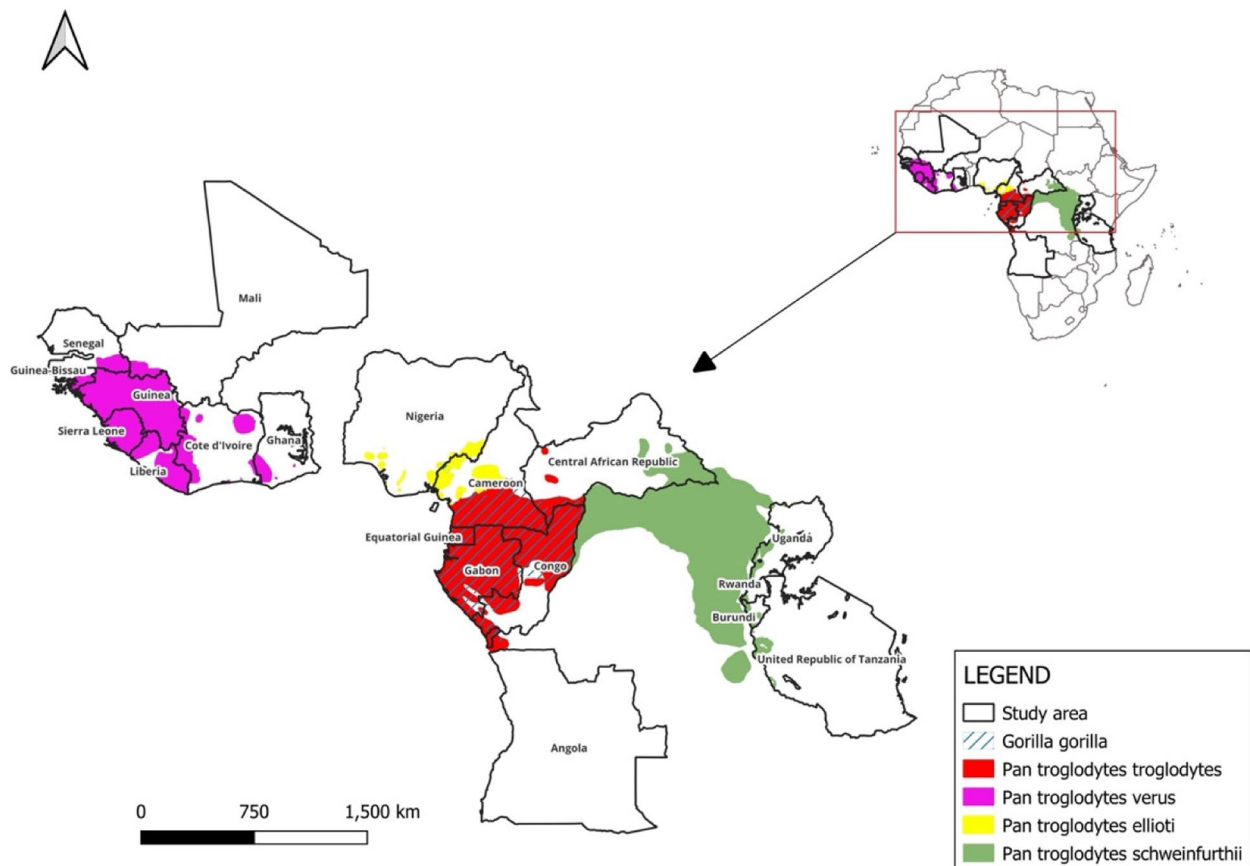 Mali
Senegal
Guinea-Bissau
Guinea
Sierra Leone
Cote d'Ivoire
Ghana
Liberia
Nigeria
Central African Republic
Cameroon
Equatorial Guinea
Gabon
Congo
Uganda
Rwanda
Burundi
United Republic of Tanzania
Angola
0 750 1,500 km
LEGEND
Study area
Gorilla gorilla
Pan troglodytes troglodytes
Pan troglodytes verus
Pan troglodytes ellioti
Pan troglodytes schweinfurthii